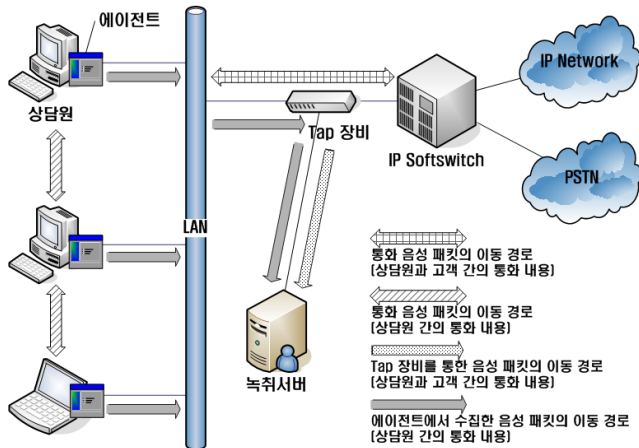 에이전트
상담원
LAN
Tap 장비
IP Softswitch
IP Network
PSTN
녹취서버
통화 음성 패킷의 이동 경로
(상담원과 고객 간의 통화 내용)
통화 음성 패킷의 이동 경로
(상담원 간의 통화 내용)
Tap 장비를 통한 음성 패킷의 이동 경로
(상담원과 고객 간의 통화 내용)
에이전트에서 수집한 음성 패킷의 이동 경로
(상담원 간의 통화 내용)